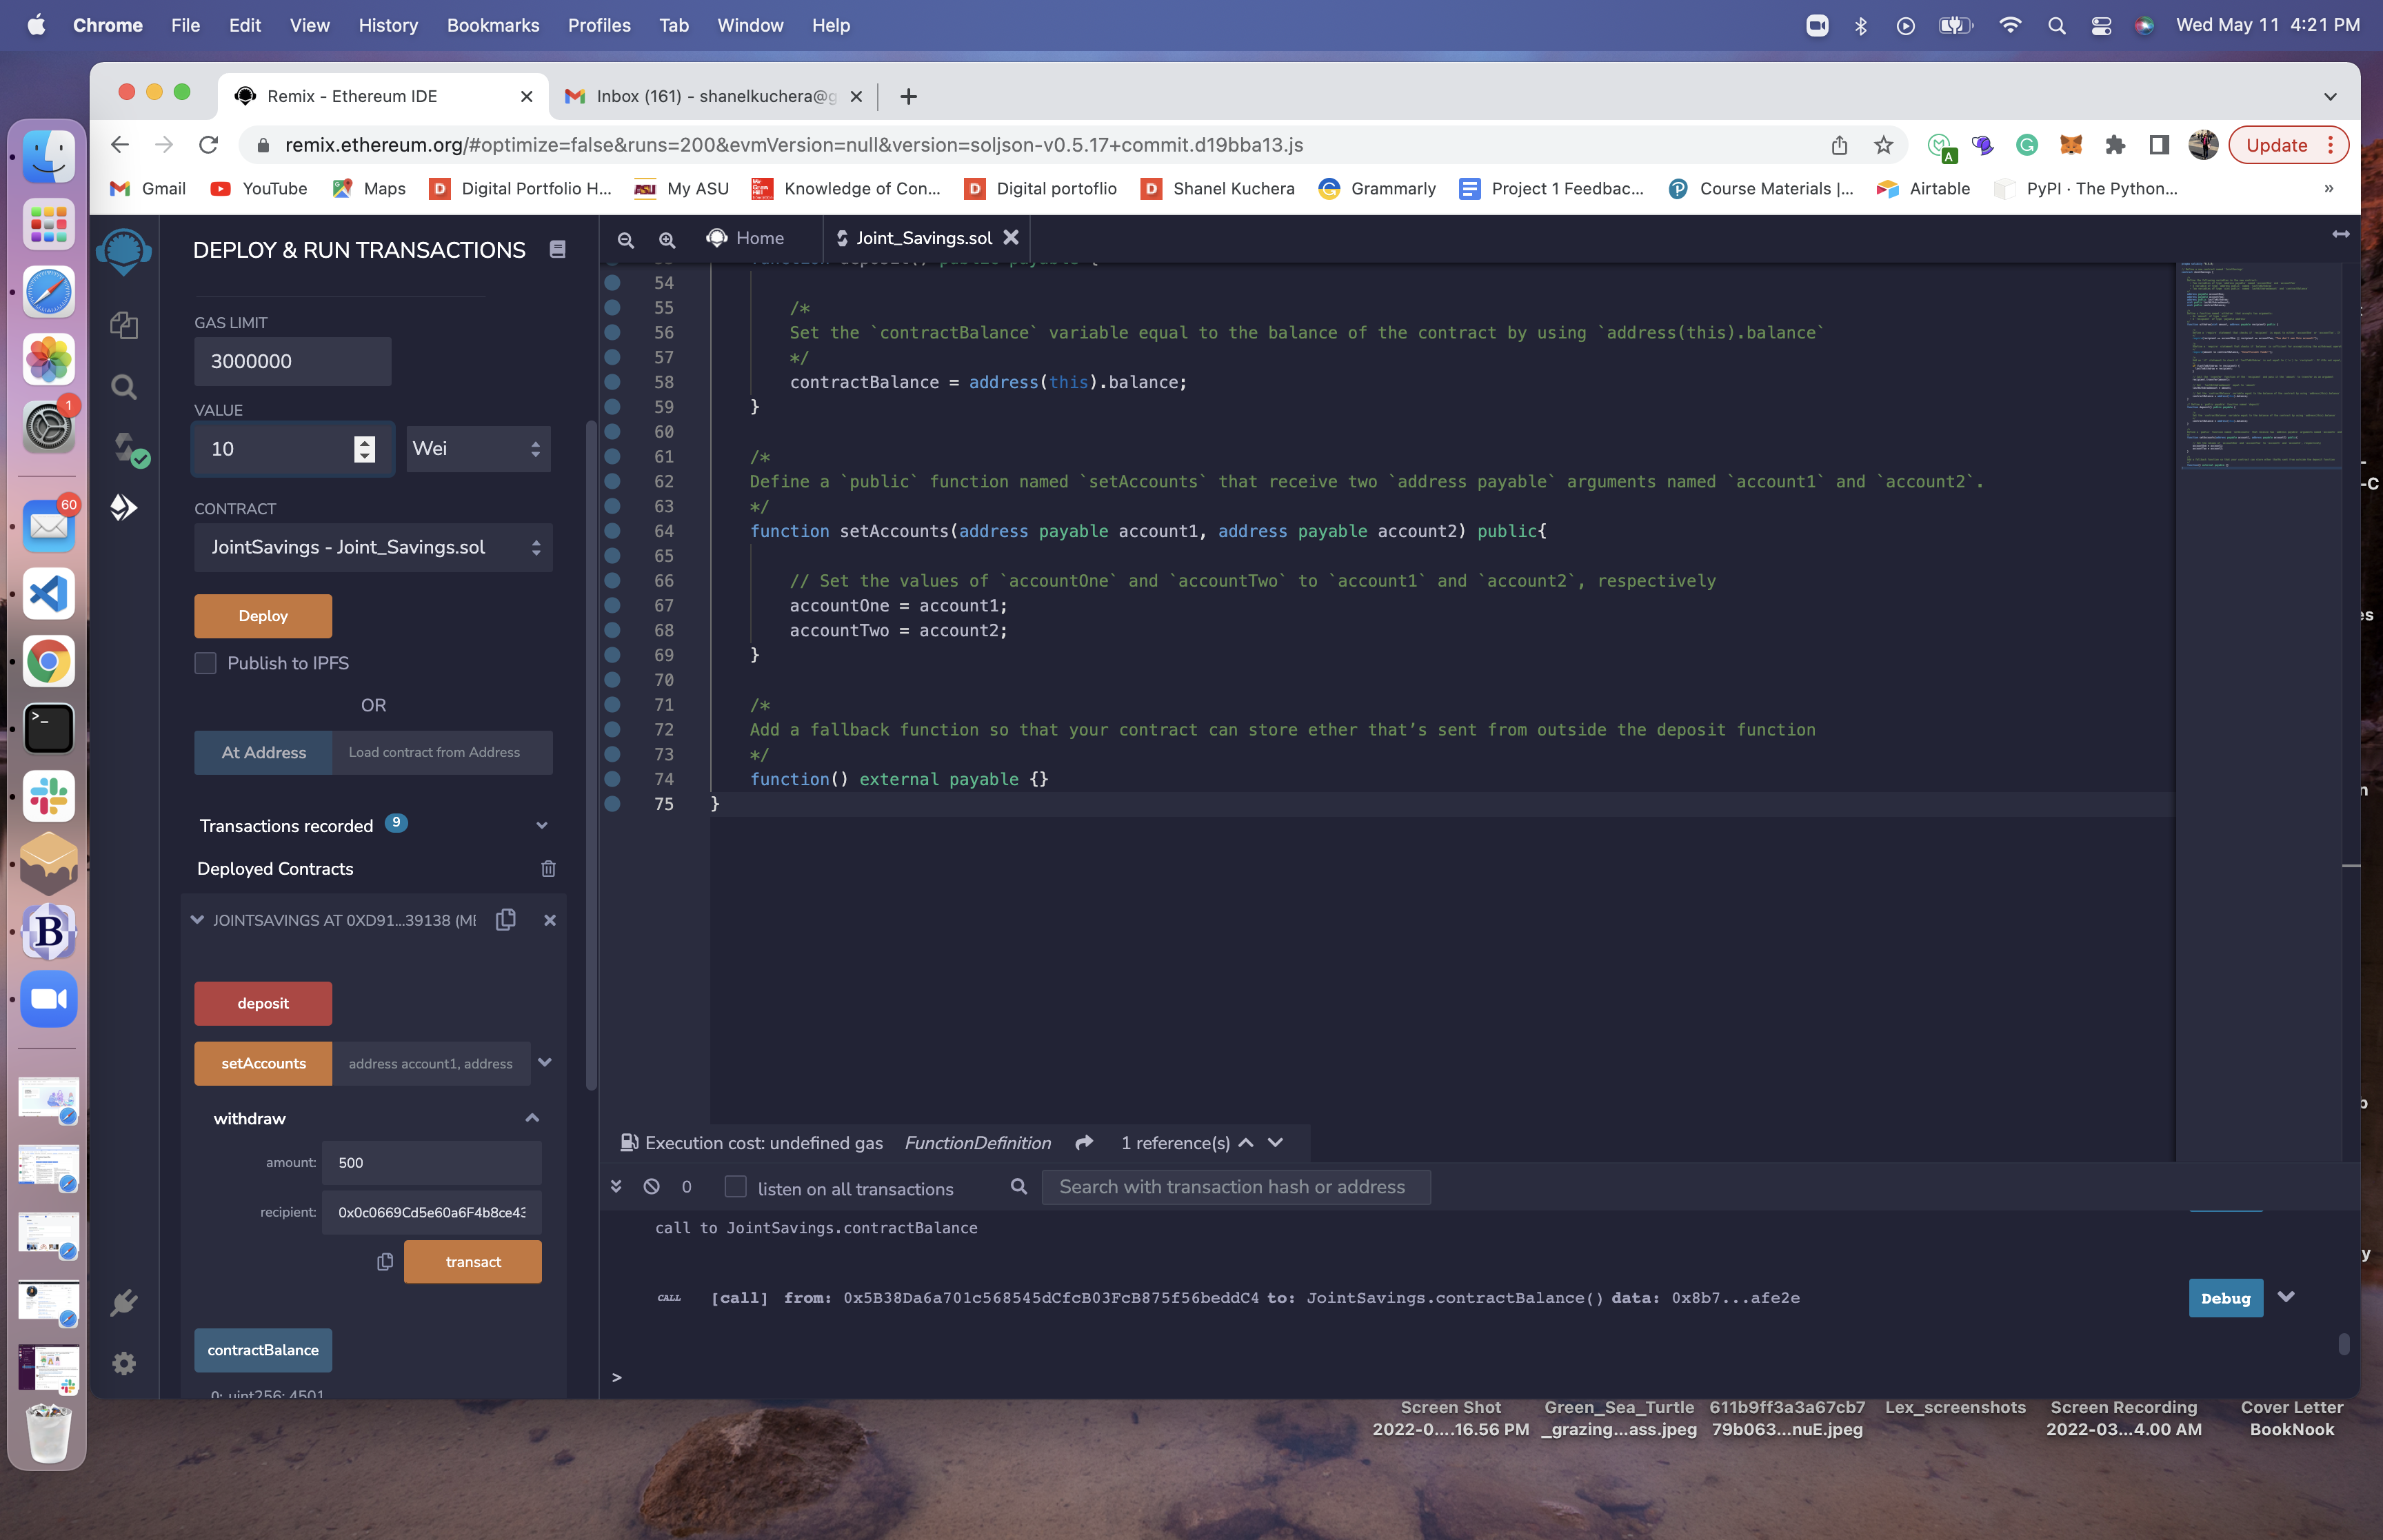 Chrome File Edit View History Bookmarks Profiles Tab Window Help Wed May 11 4:21 PM
Remix - Ethereum IDE
Inbox (161) - shanelkuchera@g
remix.ethereum.org/#optimize=false&runs=200&evmVersion=null&version=soljson-v0.5.17+commit.d19bba13.js
Update
Gmail YouTube Maps Digital Portfolio H... My ASU Knowledge of Con... Digital portoflio Shanel Kuchera Grammarly Project 1 Feedbac... Course Materials |... Airtable PyPI · The Python... »
DEPLOY & RUN TRANSACTIONS
GAS LIMIT
3000000
VALUE
10
Wei
CONTRACT
JointSavings - Joint_Savings.sol
Deploy
Publish to IPFS
OR
At Address
Load contract from Address
Transactions recorded 9
Deployed Contracts
JOINTSAVINGS AT 0XD91...39138 (ME
deposit
setAccounts
address account1, address
withdraw
amount: 500
recipient: 0x0c0669Cd5e60a6F4b8ce43
transact
contractBalance
0: uint256: 4501
Home
Joint_Savings.sol
54
55 /*
56 Set the `contractBalance` variable equal to the balance of the contract by using `address(this).balance`
57 */
58 contractBalance = address(this).balance;
59 }
60
61 /*
62 Define a `public` function named `setAccounts` that receive two `address payable` arguments named `account1` and `account2`.
63 */
64 function setAccounts(address payable account1, address payable account2) public{
65
66 // Set the values of `accountOne` and `accountTwo` to `account1` and `account2`, respectively
67 accountOne = account1;
68 accountTwo = account2;
69 }
70
71 /*
72 Add a fallback function so that your contract can store ether that’s sent from outside the deposit function
73 */
74 function() external payable {}
75 }
Execution cost: undefined gas FunctionDefinition 1 reference(s)
0 listen on all transactions
Search with transaction hash or address
call to JointSavings.contractBalance
CALL [call] from: 0x5B38Da6a701c568545dCfcB03FcB875f56beddC4 to: JointSavings.contractBalance() data: 0x8b7...afe2e
Debug
>
1
60
Screen Shot
2022-0....16.56 PM
Green_Sea_Turtle
_grazing...ass.jpeg
611b9ff3a3a67cb7
79b063...nuE.jpeg
Lex_screenshots
Screen Recording
2022-03...4.00 AM
Cover Letter
BookNook